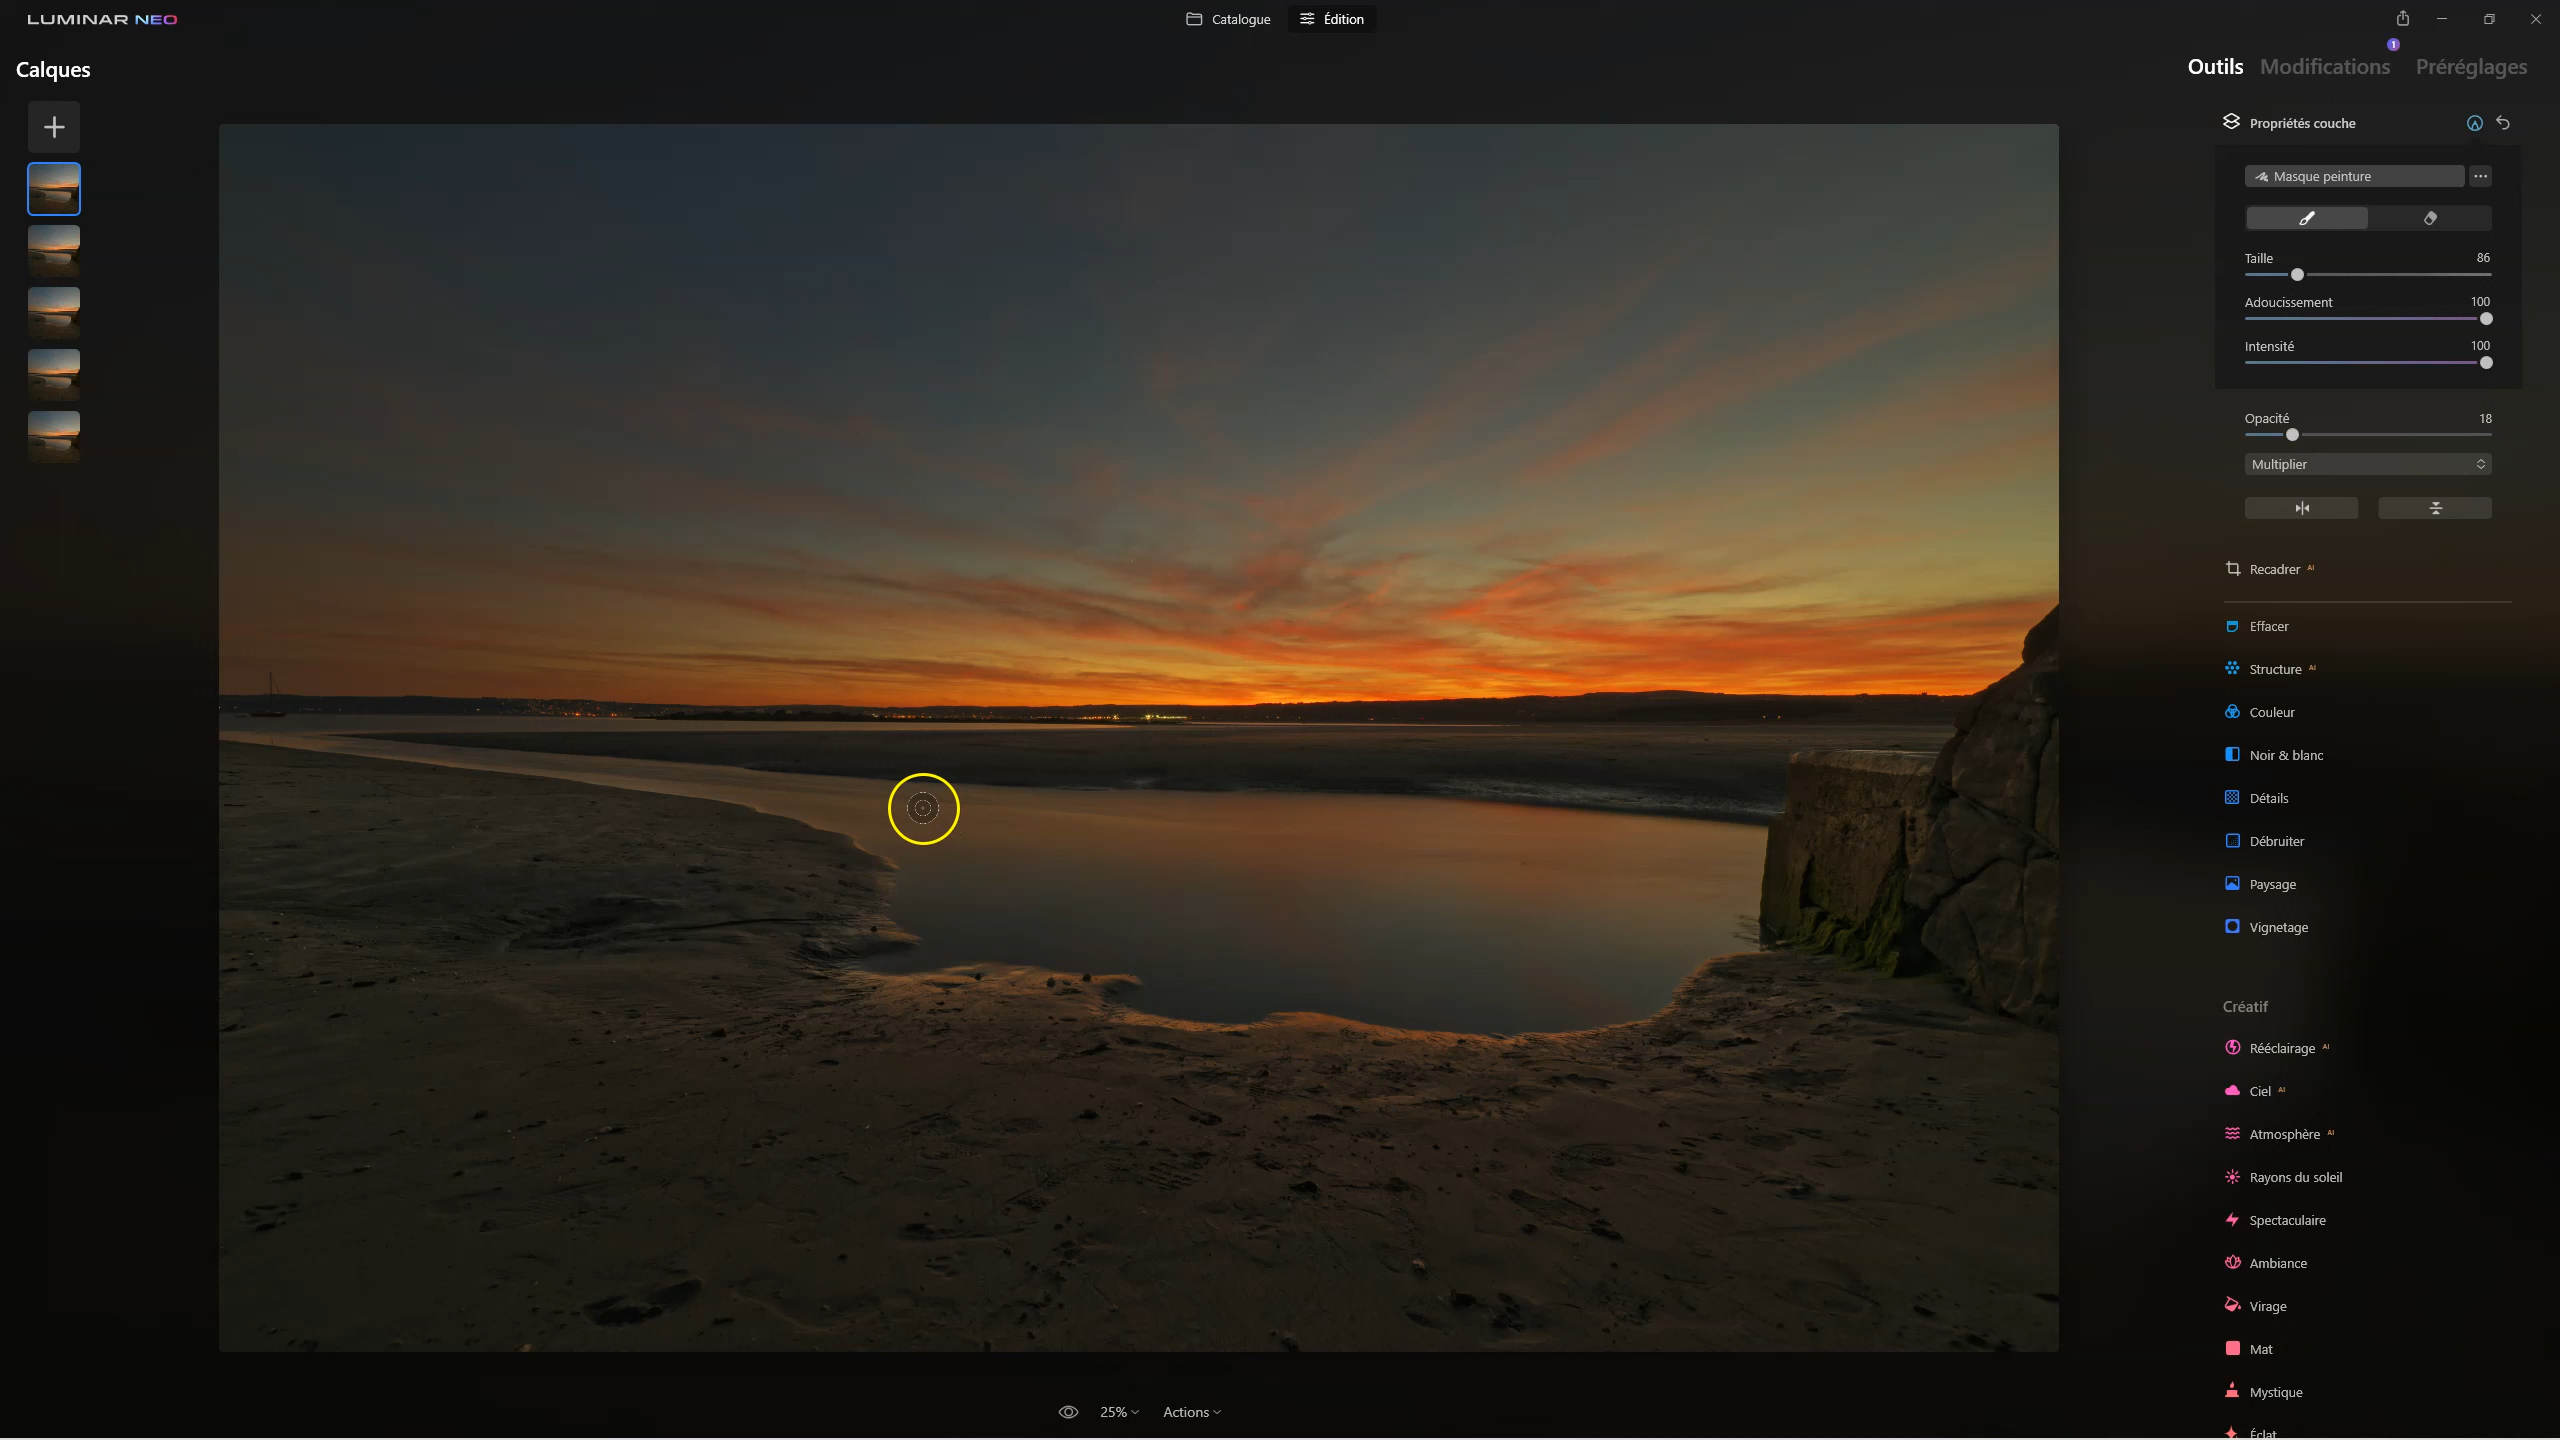 LUMINAR NEO
Catalogue
Édition
Calques
1
Outils
Modifications
Préréglages
Propriétés couche
Masque peinture
Taille 86
Adoucissement 100
Intensité 100
Opacité 18
Multiplier
Recadrer AI
Effacer
Structure AI
Couleur
Noir & blanc
Détails
Débruiter
Paysage
Vignetage
Créatif
Rééclairage AI
Ciel AI
Atmosphère AI
Rayons du soleil
Spectaculaire
Ambiance
Virage
Mat
Mystique
Éclat
25%
Actions